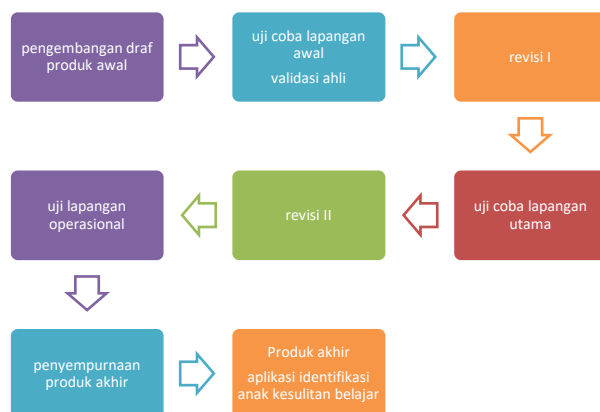 pengembangan draf
produk awal
uji coba lapangan
awal
validasi ahli
revisi I
uji coba lapangan
utama
revisi II
uji lapangan
operasional
penyempurnaan
produk akhir
Produk akhir
aplikasi identifikasi
anak kesulitan belajar